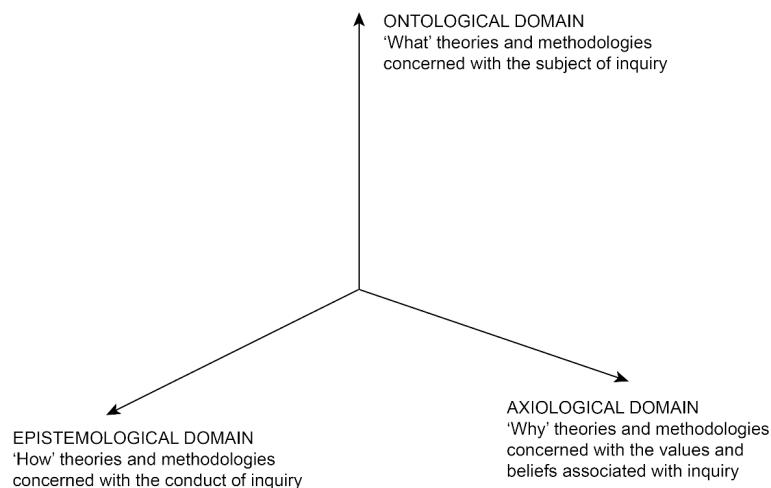 ONTOLOGICAL DOMAIN
‘What’ theories and methodologies
concerned with the subject of inquiry
EPISTEMOLOGICAL DOMAIN
‘How’ theories and methodologies
concerned with the conduct of inquiry
AXIOLOGICAL DOMAIN
‘Why’ theories and methodologies
concerned with the values and
beliefs associated with inquiry